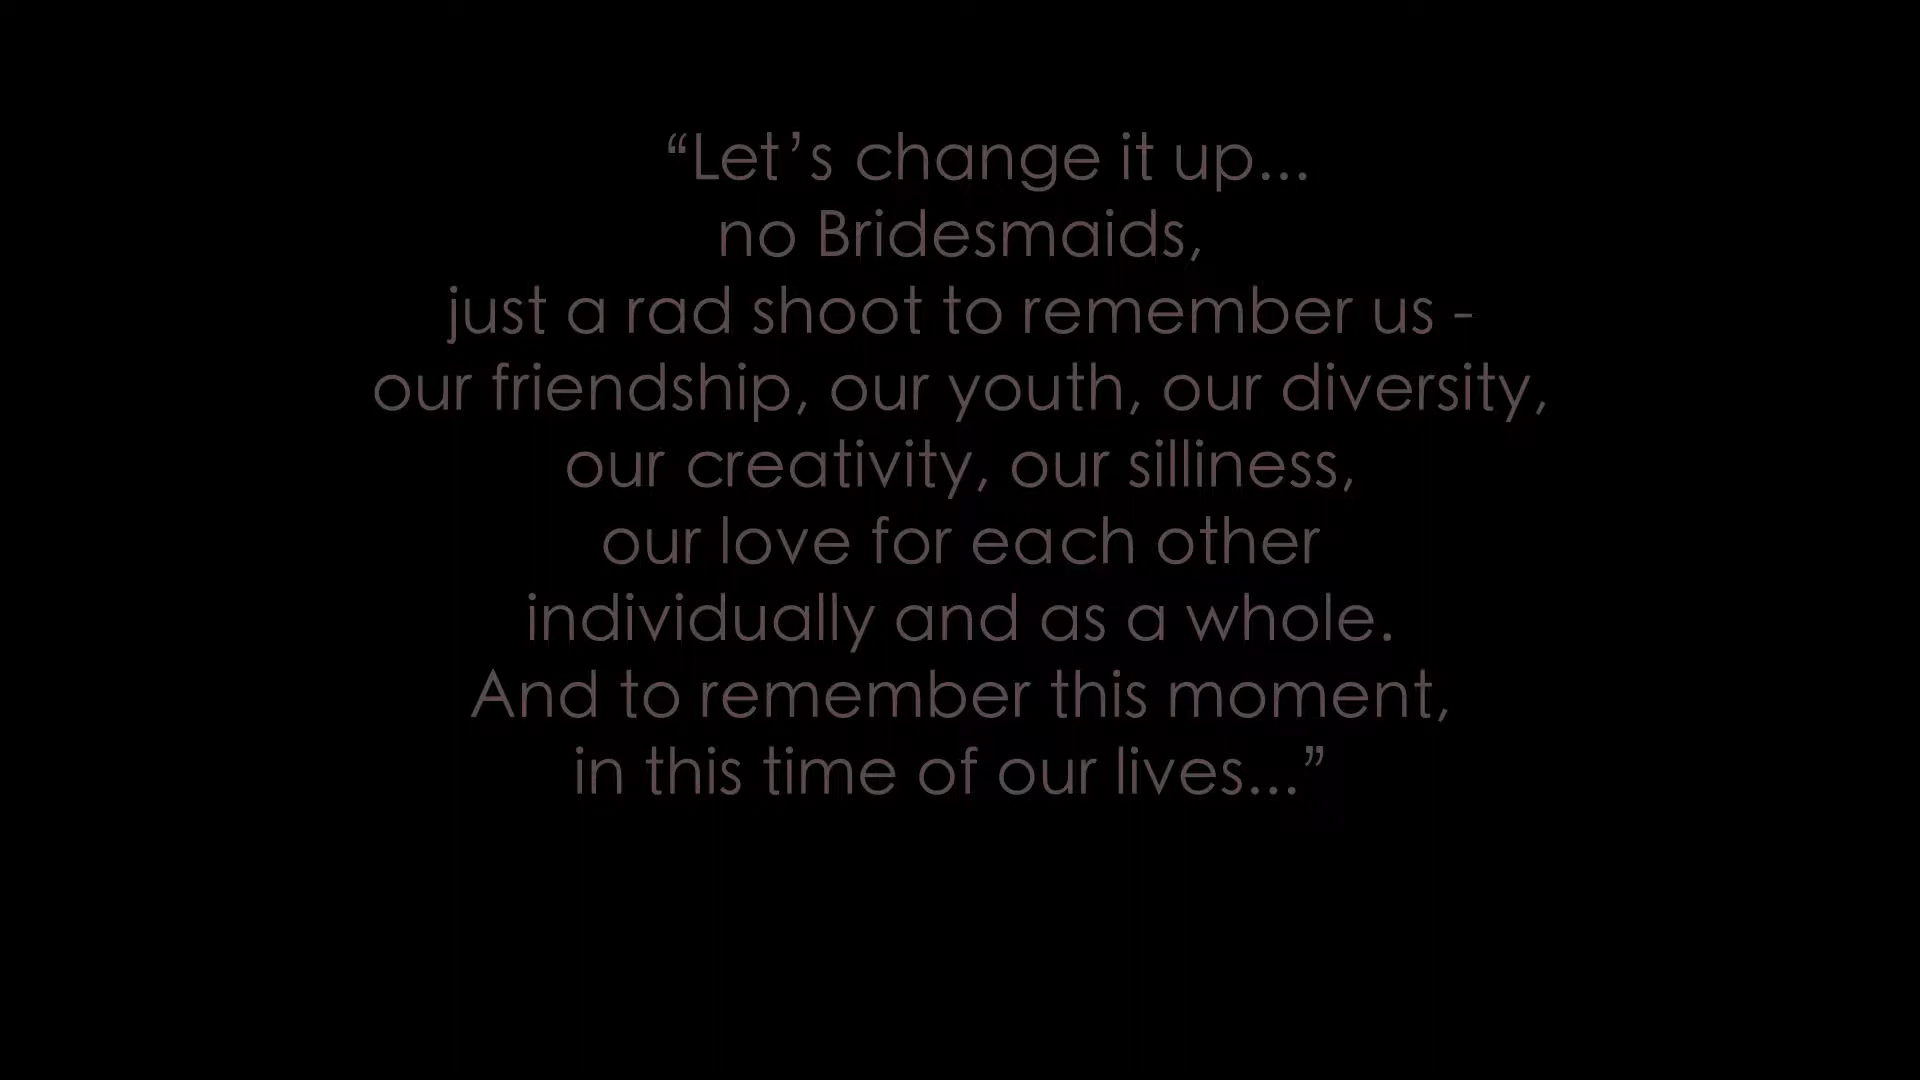 “Let’s change it up...
no Bridesmaids,
just a rad shoot to remember us -
our friendship, our youth, our diversity,
our creativity, our silliness,
our love for each other
individually and as a whole.
And to remember this moment,
in this time of our lives...”